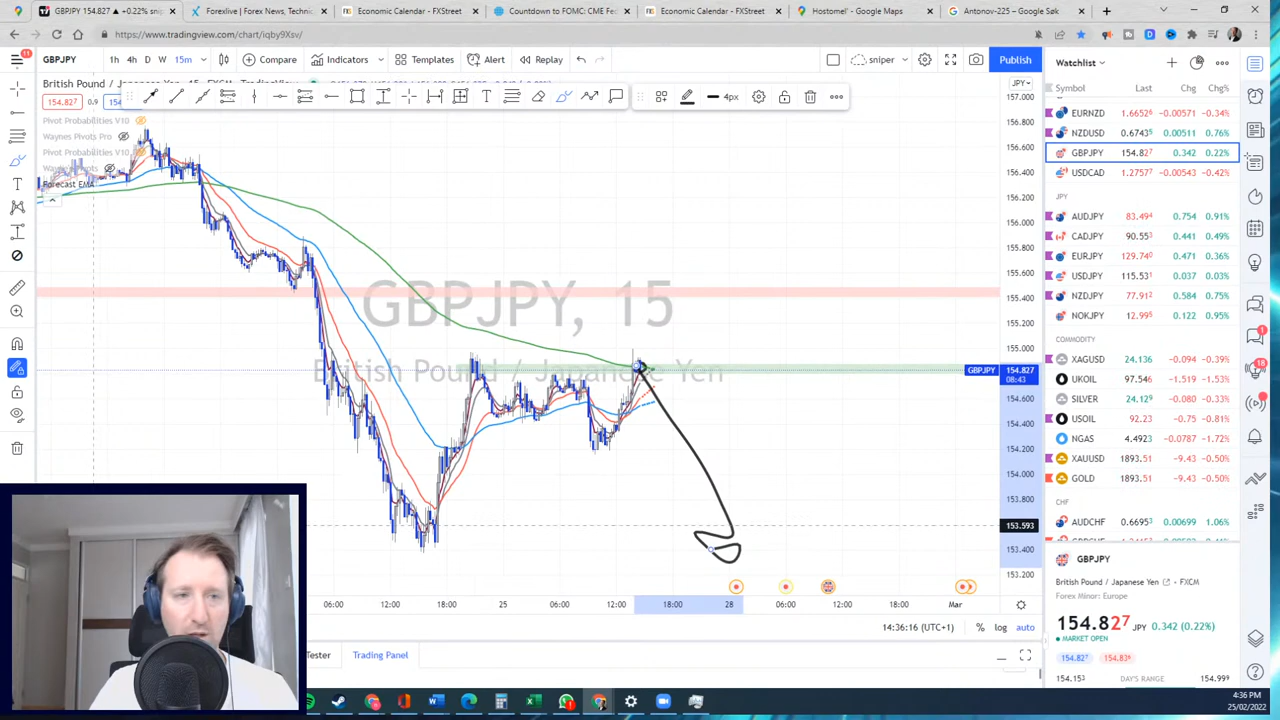 GBPJPY 154.827 ▲ +0.22% snip
Forexlive | Forex News, Technic
Economic Calendar - FXStreet
Countdown to FOMC: CME Fed
Economic Calendar - FXStreet
Hostomel' - Google Maps
Antonov-225 – Google Søk
https://www.tradingview.com/chart/iqby9Xsv/
11
GBPJPY
1h 4h D W 15m
Compare
Indicators
Templates
Alert
Replay
sniper
Publish
154.827
0.9
4px
Pivot Probabilities V10
Waynes Pivots Pro
Pivot Probabilities V10
Forecast EMA
GBPJPY, 15
British Pound / Japanese Yen
JPY
157.000
156.800
156.600
156.400
156.200
156.000
155.800
155.600
155.400
155.200
155.000
GBPJPY 154.827
08:43
154.600
154.400
154.200
154.000
153.800
153.593
153.400
153.200
06:00 12:00 18:00 25 06:00 12:00 18:00 28 06:00 12:00 18:00 Mar
14:36:16 (UTC+1) % log auto
Tester
Trading Panel
Watchlist
Symbol Last Chg Chg%
EURNZD 1.6652⁶ -0.00571 -0.34%
NZDUSD 0.6743⁵ 0.00511 0.76%
GBPJPY 154.827 0.342 0.22%
USDCAD 1.2757⁷ -0.00543 -0.42%
JPY
AUDJPY 83.49⁴ 0.754 0.91%
CADJPY 90.55³ 0.441 0.49%
EURJPY 129.74⁰ 0.471 0.36%
USDJPY 115.53¹ 0.037 0.03%
NZDJPY 77.91² 0.584 0.75%
NOKJPY 12.99⁵ 0.122 0.95%
COMMODITY
XAGUSD 24.136 -0.094 -0.39%
UKOIL 97.546 -1.519 -1.53%
SILVER 24.12⁹ -0.080 -0.33%
USOIL 92.23 -0.75 -0.81%
NGAS 4.4923 -0.0787 -1.72%
XAUUSD 1893.51 -9.43 -0.50%
GOLD 1893.51 -9.43 -0.50%
CHF
AUDCHF 0.6695³ 0.00699 1.06%
GBPJPY
British Pound / Japanese Yen
FXCM
Forex Minor: Europe
154.827 JPY 0.342 (0.22%)
MARKET OPEN
154.82⁷ 154.83⁶
154.15³ DAY'S RANGE 154.99⁹
4:36 PM
25/02/2022